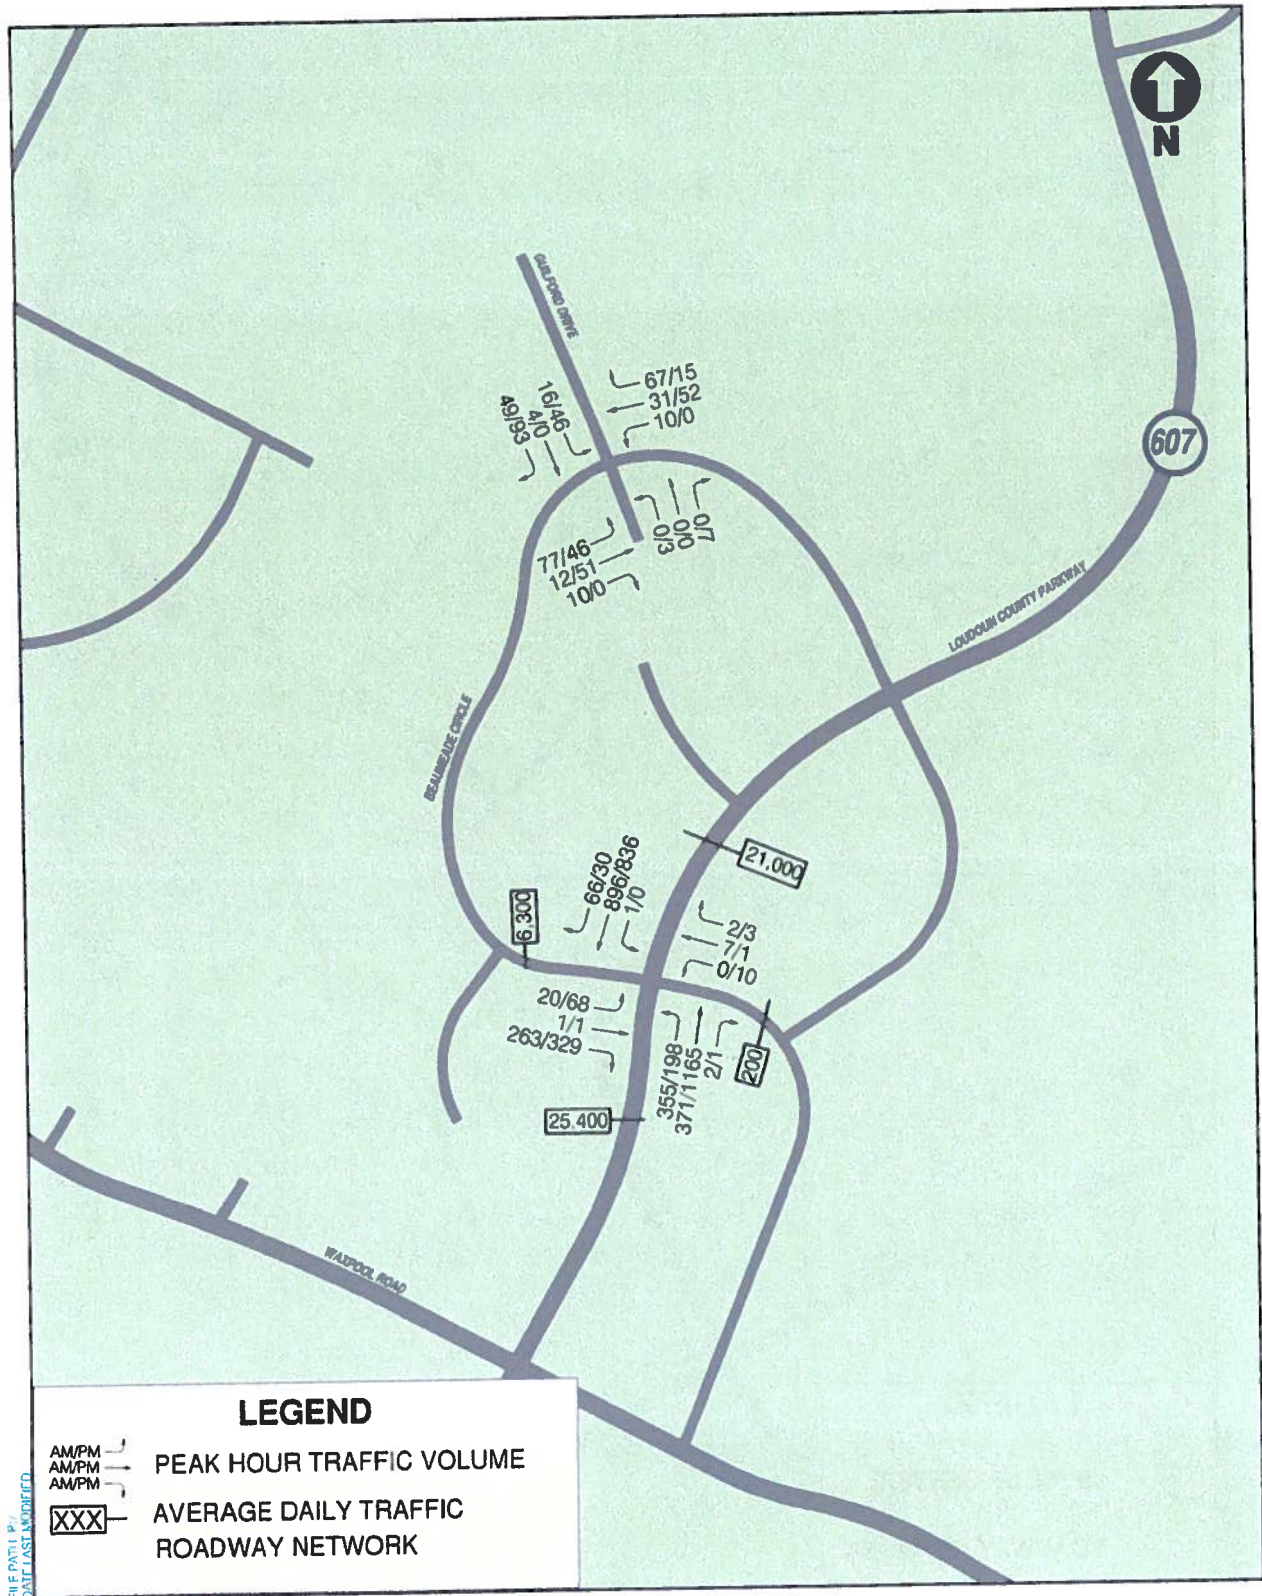 N
GUILFORD DRIVE
67/15
31/52
10/0
16/46
4/0
49/93
607
0/3
0/0
0/7
77/46
12/51
10/0
LOUDOUN COUNTY PARKWAY
BEAUMEADE CIRCLE
21,000
66/30
896/836
1/0
6,300
2/3
7/1
0/10
20/68
1/1
263/329
355/198
371/1165
2/1
200
25,400
WAXPOOL ROAD
LEGEND
AM/PM
AM/PM
AM/PM
PEAK HOUR TRAFFIC VOLUME
XXX
AVERAGE DAILY TRAFFIC
ROADWAY NETWORK
DATE LAST MODIFIED